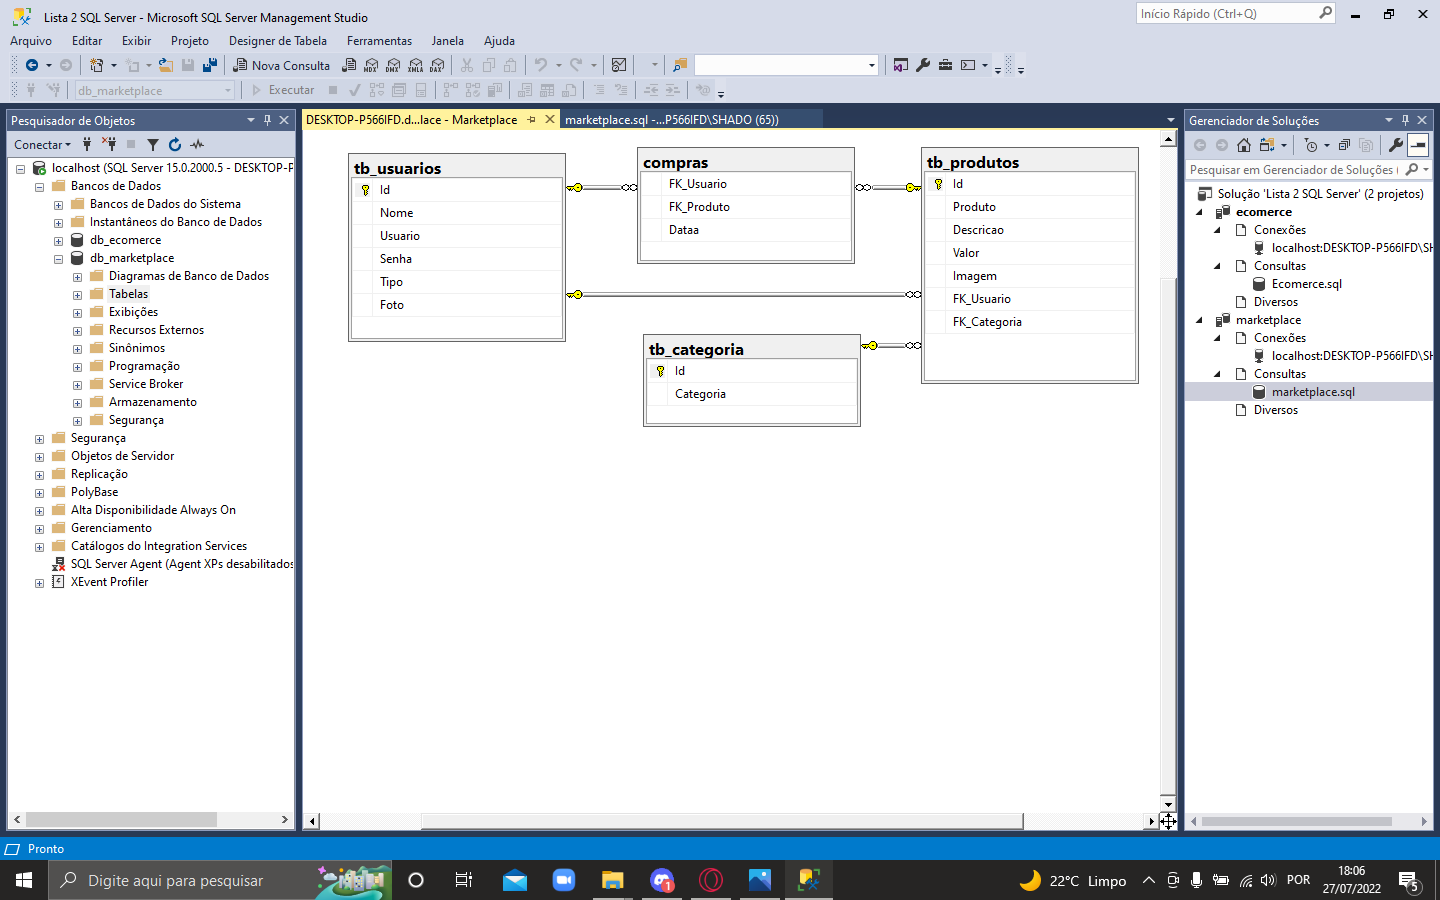 Lista 2 SQL Server - Microsoft SQL Server Management Studio
Início Rápido (Ctrl+Q)
Arquivo Editar Exibir Projeto Designer de Tabela Ferramentas Janela Ajuda
Nova Consulta
MDX DMX XMLA DAX
db_marketplace
Executar
Pesquisador de Objetos
Conectar
localhost (SQL Server 15.0.2000.5 - DESKTOP-P
Bancos de Dados
Bancos de Dados do Sistema
Instantâneos do Banco de Dados
db_ecomerce
db_marketplace
Diagramas de Banco de Dados
Tabelas
Exibições
Recursos Externos
Sinônimos
Programação
Service Broker
Armazenamento
Segurança
Segurança
Objetos de Servidor
Replicação
PolyBase
Alta Disponibilidade Always On
Gerenciamento
Catálogos do Integration Services
SQL Server Agent (Agent XPs desabilitados
XEvent Profiler
DESKTOP-P566IFD.d...lace - Marketplace
marketplace.sql -...P566IFD\SHADO (65))
tb_usuarios
Id
Nome
Usuario
Senha
Tipo
Foto
compras
FK_Usuario
FK_Produto
Dataa
tb_produtos
Id
Produto
Descricao
Valor
Imagem
FK_Usuario
FK_Categoria
tb_categoria
Id
Categoria
Gerenciador de Soluções
Pesquisar em Gerenciador de Soluções (
Solução 'Lista 2 SQL Server' (2 projetos)
ecomerce
Conexões
localhost:DESKTOP-P566IFD\SH
Consultas
Ecomerce.sql
Diversos
marketplace
Conexões
localhost:DESKTOP-P566IFD\SH
Consultas
marketplace.sql
Diversos
Pronto
Digite aqui para pesquisar
1
22°C Limpo
POR
18:06
27/07/2022
5